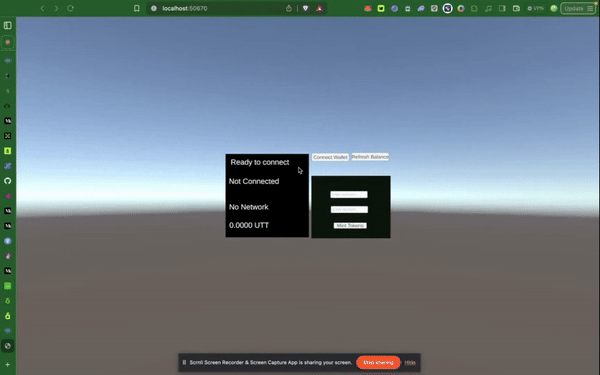 localhost:50670
VPN
Update
Ready to connect
Connect Wallet
Refresh Balance
Not Connected
No Network
0.0000 UTT
Mint Tokens
Scrnli Screen Recorder & Screen Capture App is sharing your screen.
Stop sharing
Hide